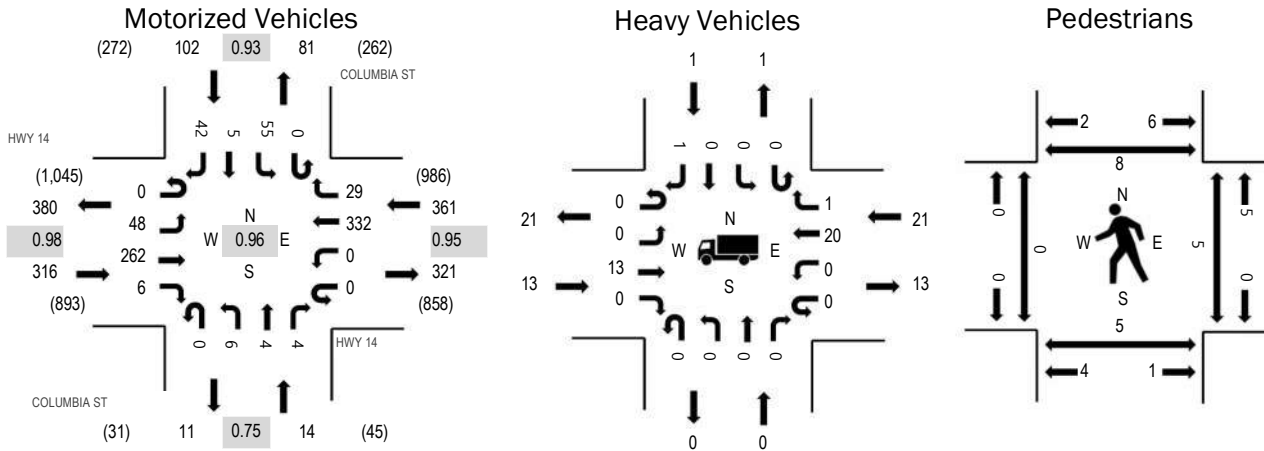 Motorized Vehicles
(272) 102 0.93 81 (262)
COLUMBIA ST
HWY 14
42 5 55 0
(1,045)
380
0.98
316
(893)
0
48
262
6
N
W 0.96 E
S
29
332
0
0
(986)
361
0.95
321
(858)
0 6 4 4
HWY 14
COLUMBIA ST
(31) 11 0.75 14 (45)
Heavy Vehicles
1 1
1 0 0 0
21
13
0
0
13
0
N
W E
S
1
20
0
0
21
13
0 0 0 0
0 0
Pedestrians
2 6
8
0
0
0
N
W E
S
5
5
0
5
4 1